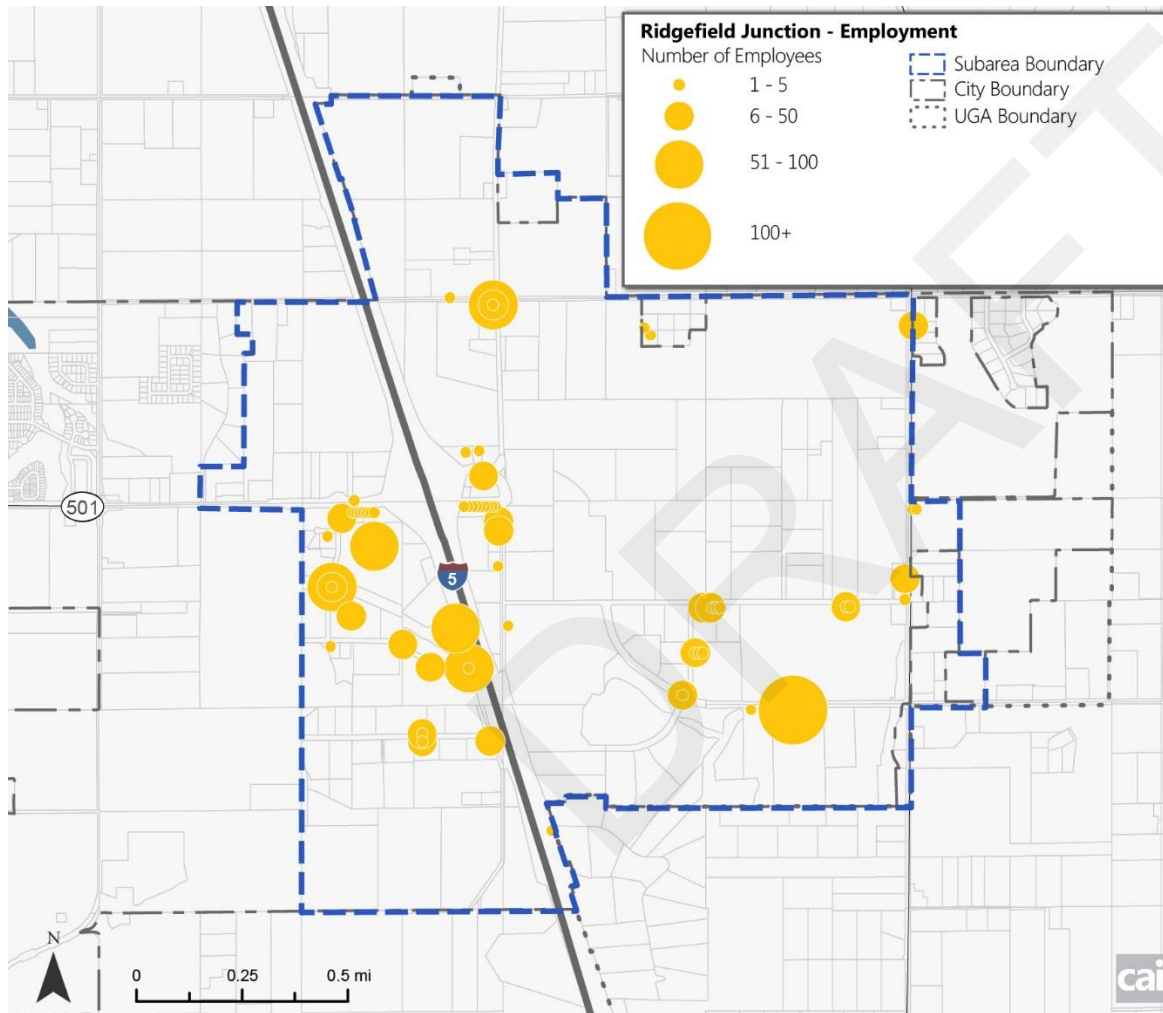 Ridgefield Junction - Employment
Number of Employees
1 - 5
6 - 50
51 - 100
100+
Subarea Boundary
City Boundary
UGA Boundary
501
5
DRAFT
N
0 0.25 0.5 mi
cai